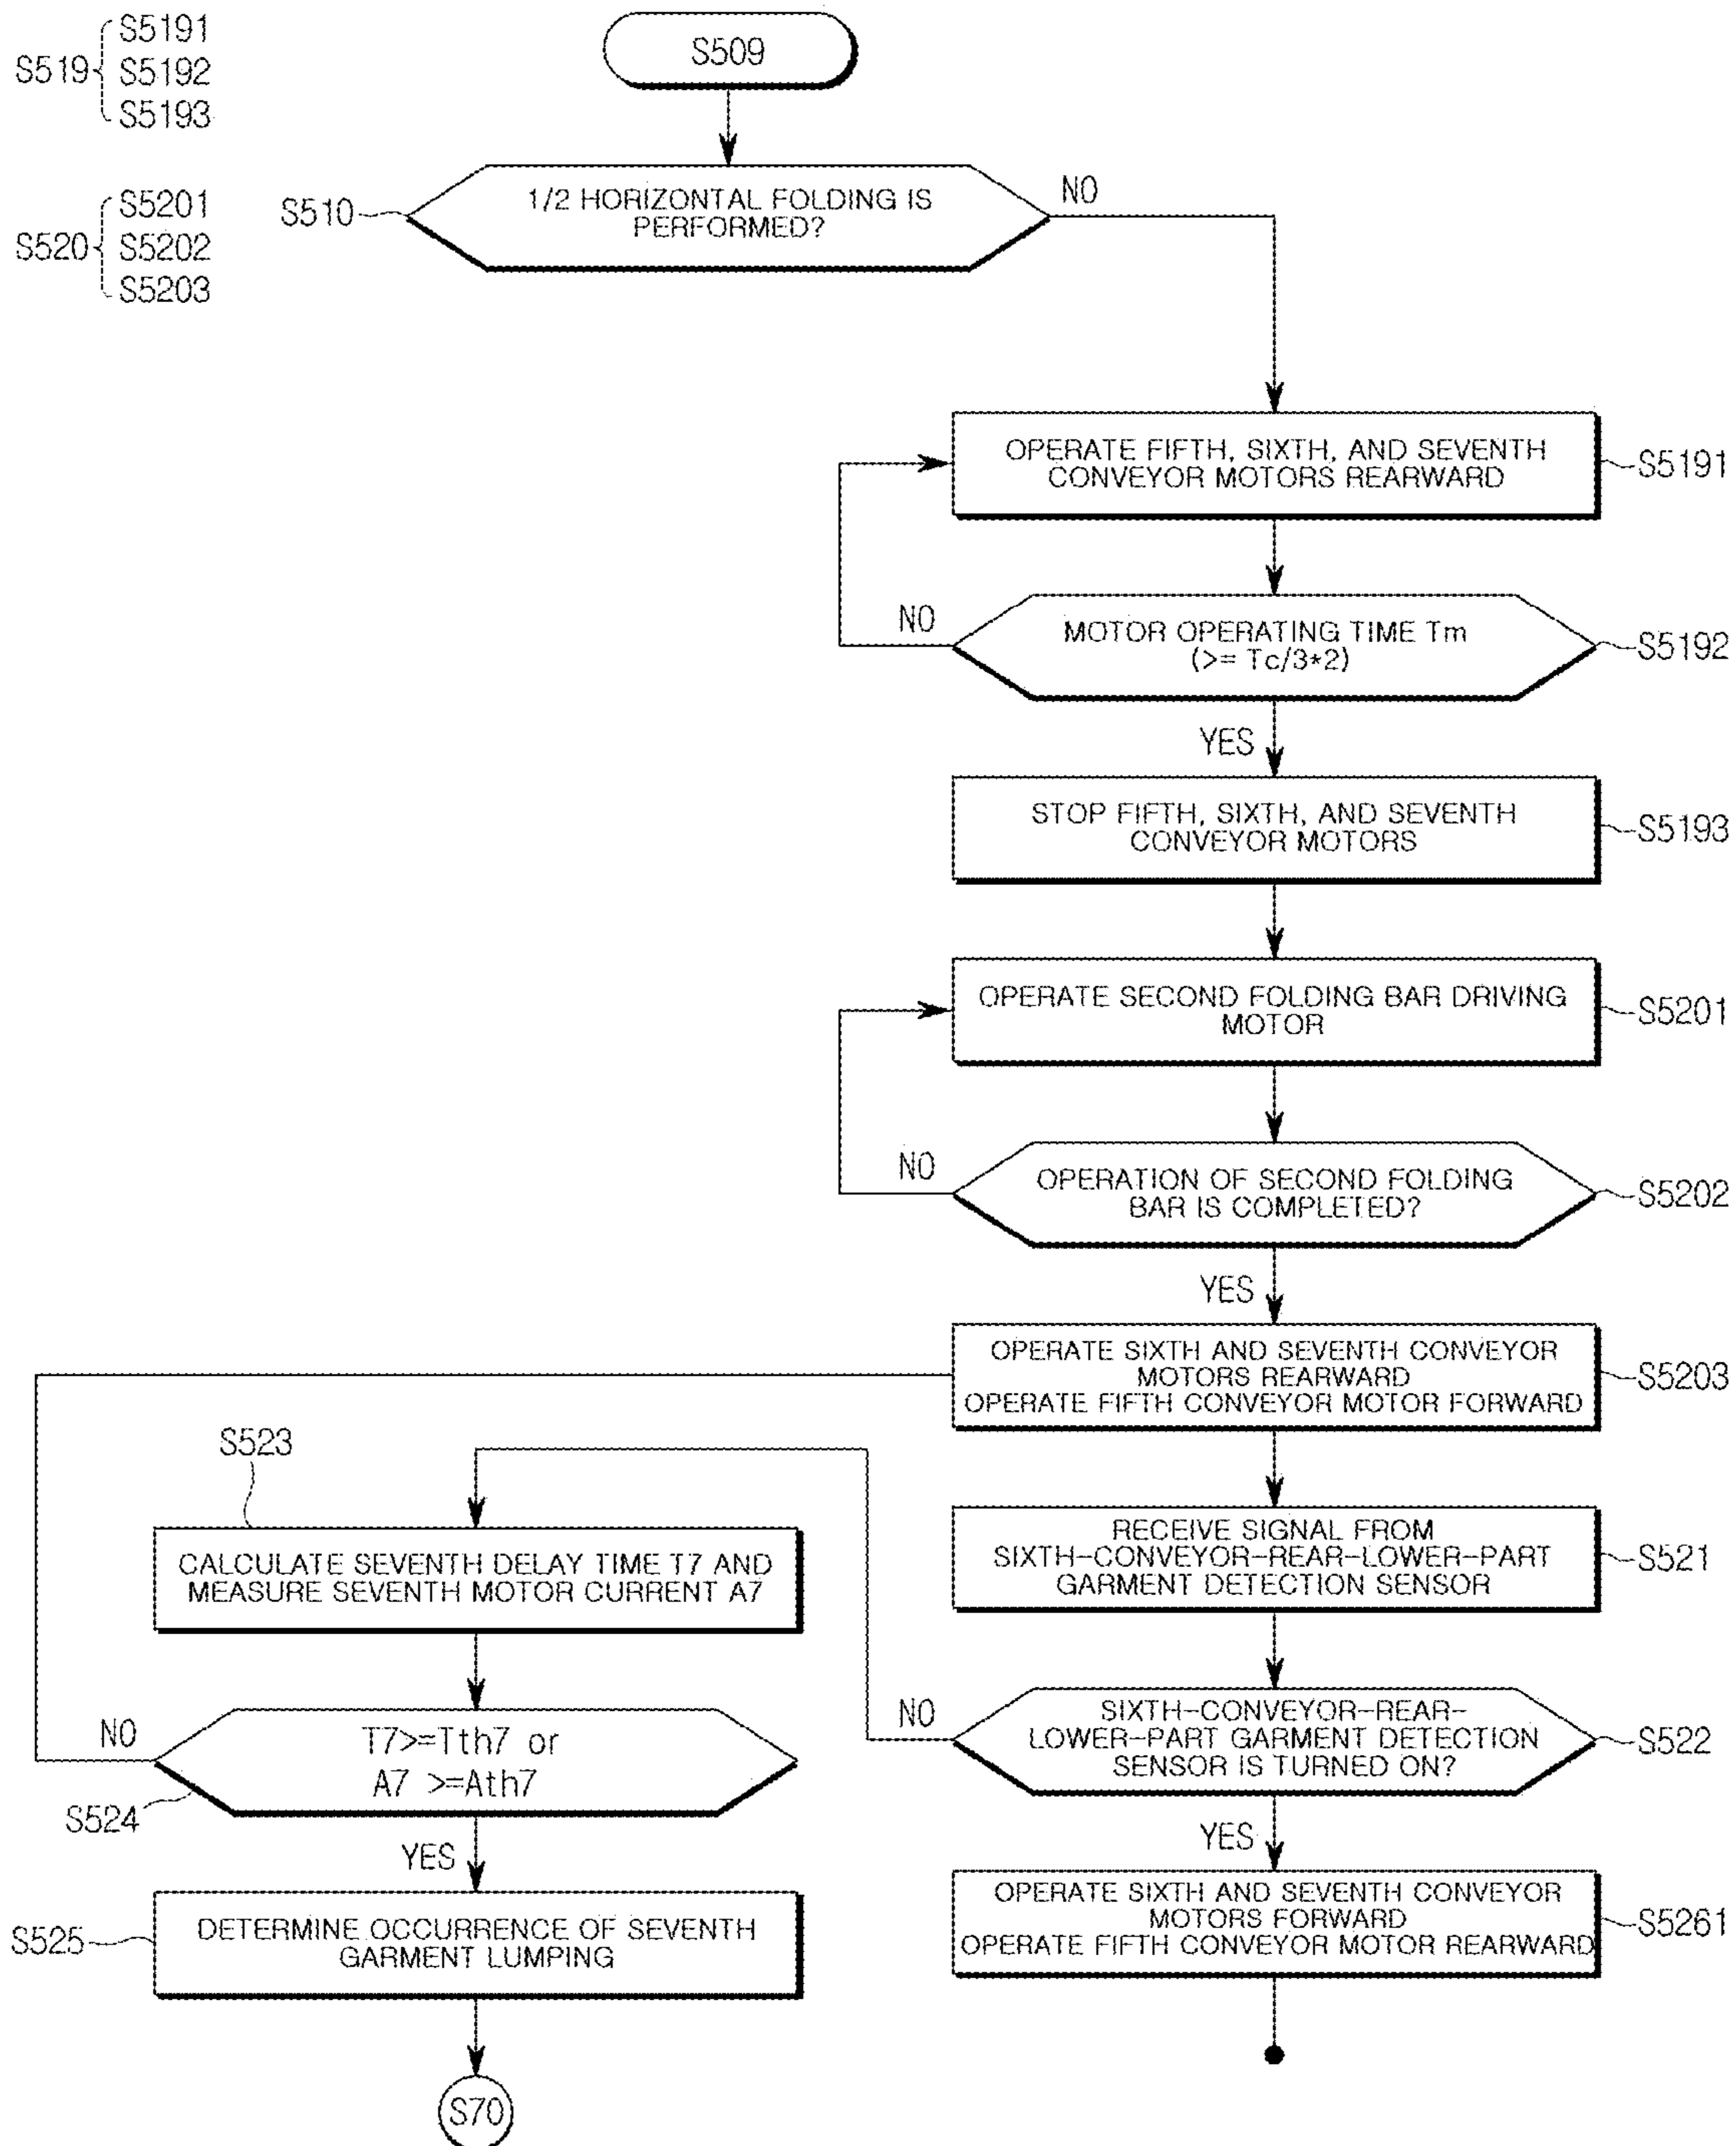 S519
S5191
S5192
S5193
S520
S5201
S5202
S5203
S509
S510
1/2 HORIZONTAL FOLDING IS
PERFORMED?
NO
OPERATE FIFTH, SIXTH, AND SEVENTH
CONVEYOR MOTORS REARWARD
S5191
NO
MOTOR OPERATING TIME Tm
(>= Tc/3*2)
S5192
YES
STOP FIFTH, SIXTH, AND SEVENTH
CONVEYOR MOTORS
S5193
OPERATE SECOND FOLDING BAR DRIVING
MOTOR
S5201
NO
OPERATION OF SECOND FOLDING
BAR IS COMPLETED?
S5202
YES
OPERATE SIXTH AND SEVENTH CONVEYOR
MOTORS REARWARD
OPERATE FIFTH CONVEYOR MOTOR FORWARD
S5203
RECEIVE SIGNAL FROM
SIXTH-CONVEYOR-REAR-LOWER-PART
GARMENT DETECTION SENSOR
S521
NO
SIXTH-CONVEYOR-REAR-
LOWER-PART GARMENT DETECTION
SENSOR IS TURNED ON?
S522
S523
CALCULATE SEVENTH DELAY TIME T7 AND
MEASURE SEVENTH MOTOR CURRENT A7
NO
T7>=Tth7 or
A7 >=Ath7
S524
YES
S525
DETERMINE OCCURRENCE OF SEVENTH
GARMENT LUMPING
S70
YES
OPERATE SIXTH AND SEVENTH CONVEYOR
MOTORS FORWARD
OPERATE FIFTH CONVEYOR MOTOR REARWARD
S5261